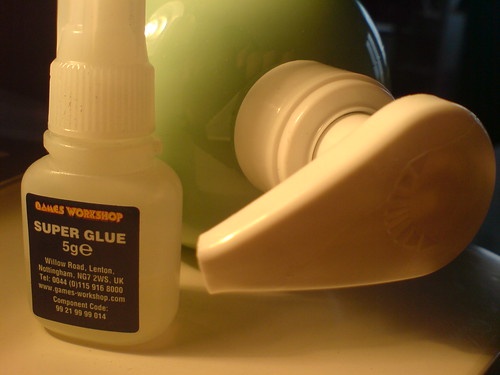 GAMES WORKSHOP
SUPER GLUE
5g℮
Willow Road, Lenton,
Nottingham, NG7 2WS, UK
Tel: 0044 (0)115 916 8000
www.games-workshop.com
Component Code:
99 21 99 99 014